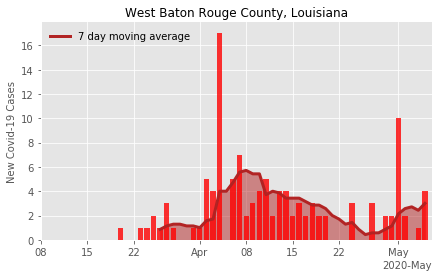 West Baton Rouge County, Louisiana
7 day moving average
New Covid-19 Cases
16
14
12
10
8
6
4
2
0
08 15 22 Apr 08 15 22 May
2020-May